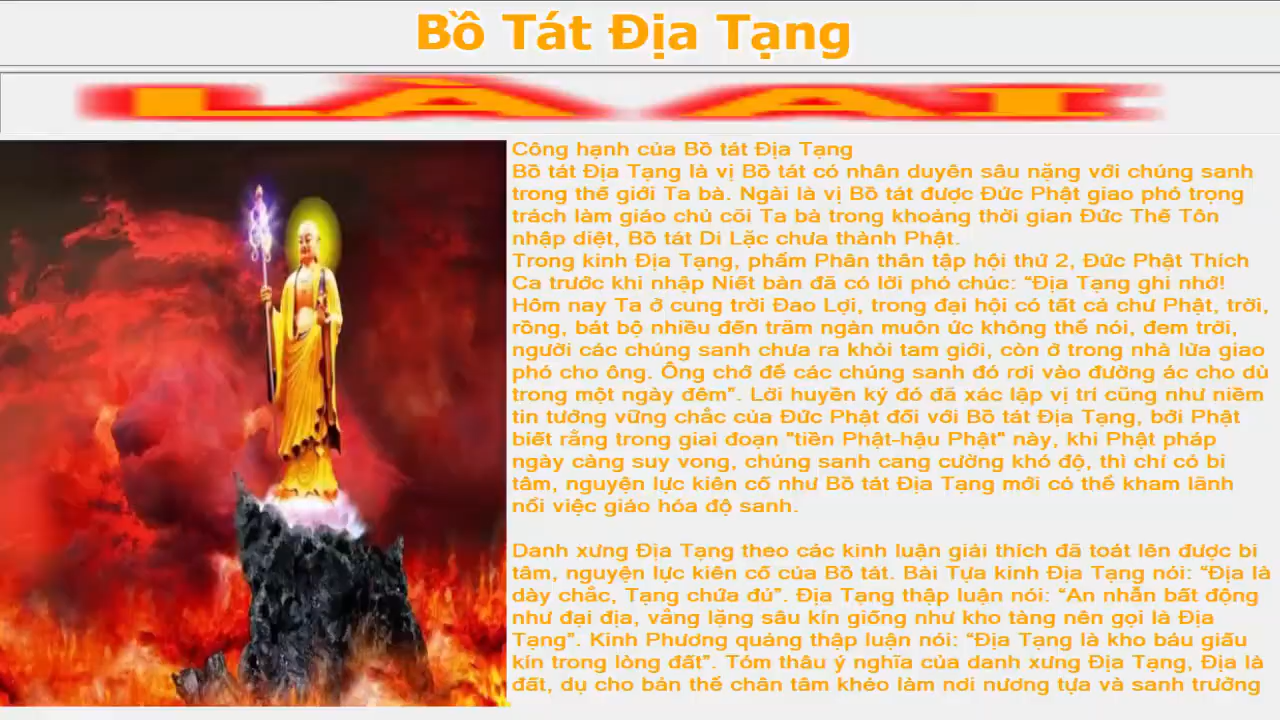 Bồ Tát Địa Tạng
LÀ AI
Công hạnh của Bồ tát Địa Tạng
Bồ tát Địa Tạng là vị Bồ tát có nhân duyên sâu nặng với chúng sanh
trong thế giới Ta bà. Ngài là vị Bồ tát được Đức Phật giao phó trọng
trách làm giáo chủ cõi Ta bà trong khoảng thời gian Đức Thế Tôn
nhập diệt, Bồ tát Di Lặc chưa thành Phật.
Trong kinh Địa Tạng, phẩm Phân thân tập hội thứ 2, Đức Phật Thích
Ca trước khi nhập Niết bàn đã có lời phó chúc: “Địa Tạng ghi nhớ!
Hôm nay Ta ở cung trời Đao Lợi, trong đại hội có tất cả chư Phật, trời,
rồng, bát bộ nhiều đến trăm ngàn muôn ức không thể nói, đem trời,
người các chúng sanh chưa ra khỏi tam giới, còn ở trong nhà lửa giao
phó cho ông. Ông chớ để các chúng sanh đó rơi vào đường ác cho dù
trong một ngày đêm”. Lời huyền ký đó đã xác lập vị trí cũng như niềm
tin tưởng vững chắc của Đức Phật đối với Bồ tát Địa Tạng, bởi Phật
biết rằng trong giai đoạn "tiền Phật-hậu Phật" này, khi Phật pháp
ngày càng suy vong, chúng sanh cang cường khó độ, thì chỉ có bi
tâm, nguyện lực kiên cố như Bồ tát Địa Tạng mới có thể kham lãnh
nổi việc giáo hóa độ sanh.
Danh xưng Địa Tạng theo các kinh luận giải thích đã toát lên được bi
tâm, nguyện lực kiên cố của Bồ tát. Bài Tựa kinh Địa Tạng nói: “Địa là
dày chắc, Tạng chứa đủ”. Địa Tạng thập luận nói: “An nhẫn bất động
như đại địa, vắng lặng sâu kín giống như kho tàng nên gọi là Địa
Tạng”. Kinh Phương quảng thập luận nói: “Địa Tạng là kho báu giấu
kín trong lòng đất”. Tóm thâu ý nghĩa của danh xưng Địa Tạng, Địa là
đất, dụ cho bản thể chân tâm khéo làm nơi nương tựa và sanh trưởng